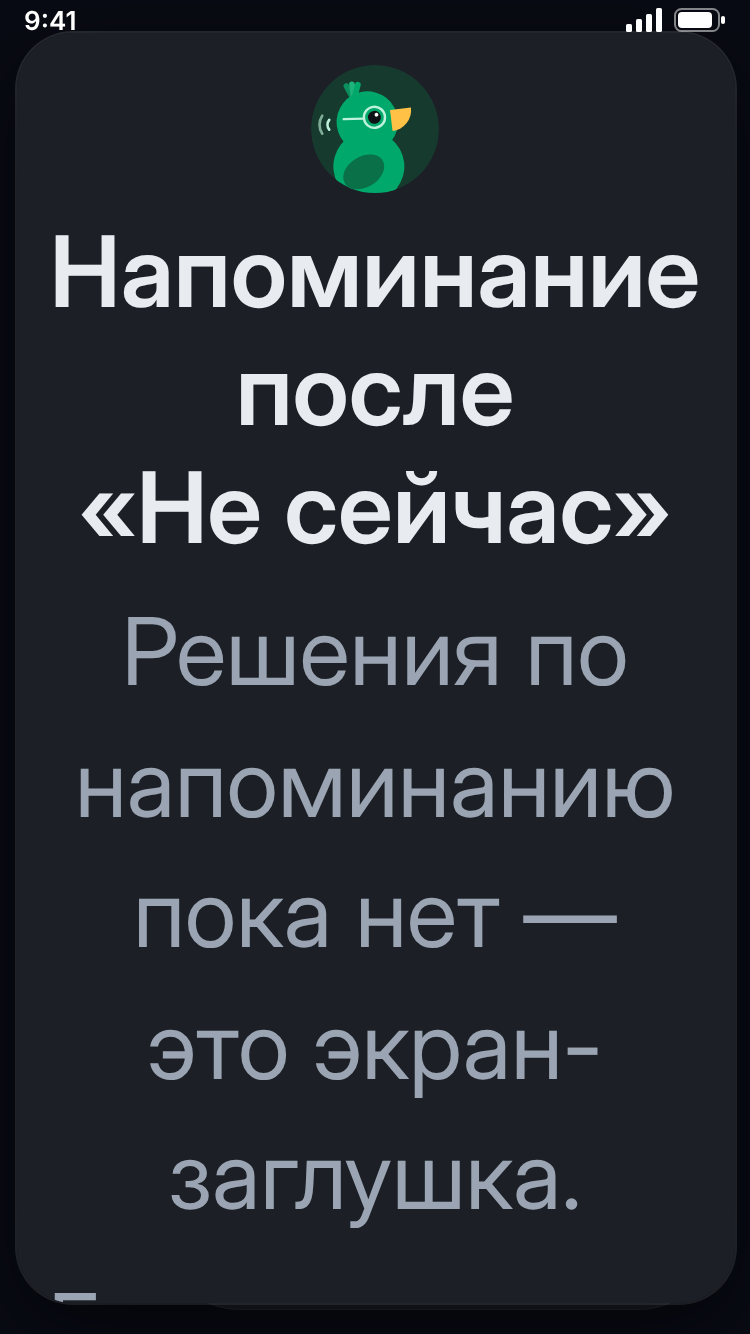 9:41
Напоминание
после
«Не сейчас»
Решения по
напоминанию
пока нет —
это экран-
заглушка.